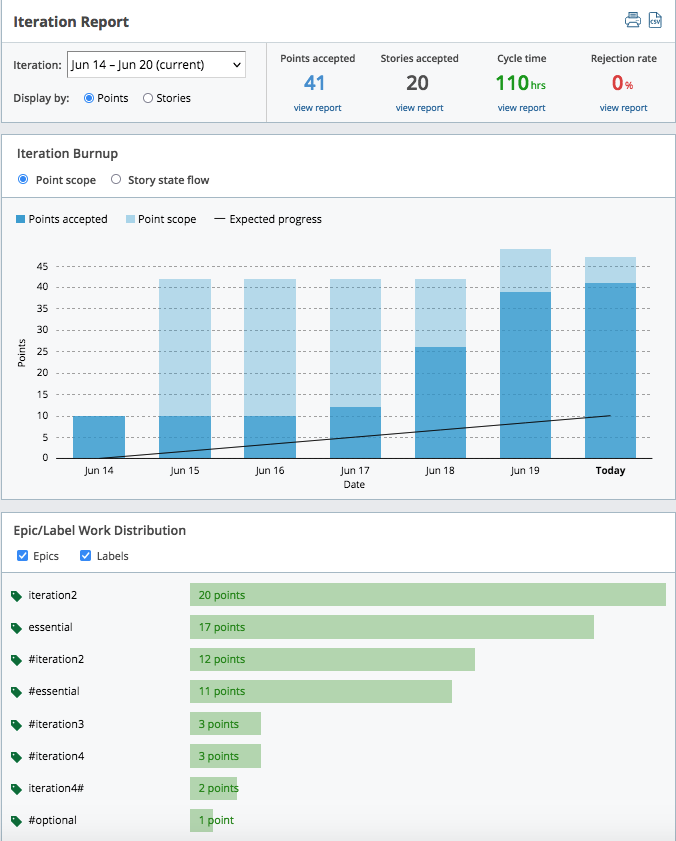 Iteration Report
CSV
Iteration: Jun 14 – Jun 20 (current)
Display by: Points Stories
Points accepted Stories accepted Cycle time Rejection rate
41 20 110hrs 0%
view report view report view report view report
Iteration Burnup
Point scope Story state flow
Points accepted Point scope Expected progress
45
40
35
30
25
20
15
10
5
0
Points
Jun 14 Jun 15 Jun 16 Jun 17 Jun 18 Jun 19 Today
Date
Epic/Label Work Distribution
Epics Labels
iteration2 20 points
essential 17 points
#iteration2 12 points
#essential 11 points
#iteration3 3 points
#iteration4 3 points
iteration4# 2 points
#optional 1 point